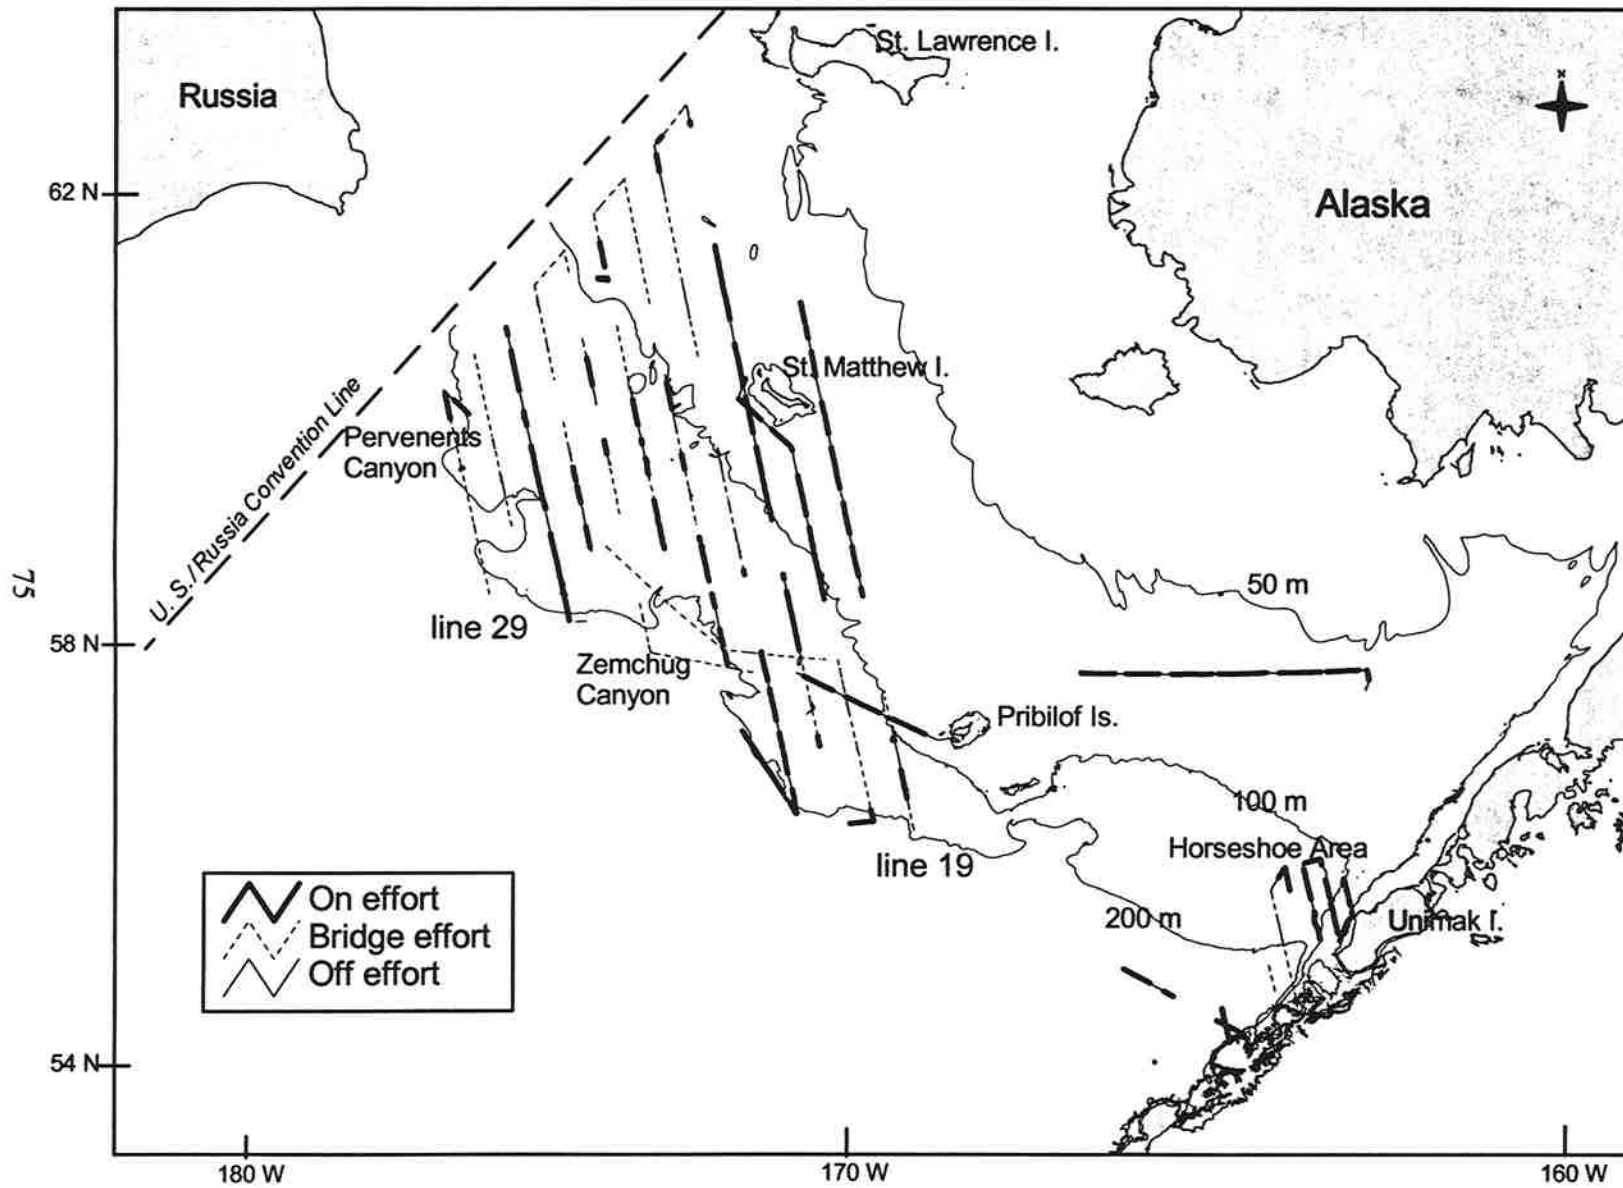 St. Lawrence I.
Russia
N
62 N
Alaska
St. Matthew I.
Pervenents
Canyon
U. S./ Russia Convention Line
75
50 m
line 29
58 N
Zemchug
Canyon
Pribilof Is.
100 m
Horseshoe Area
line 19
On effort
Bridge effort
Off effort
200 m
Unimak I.
54 N
180 W
170 W
160 W